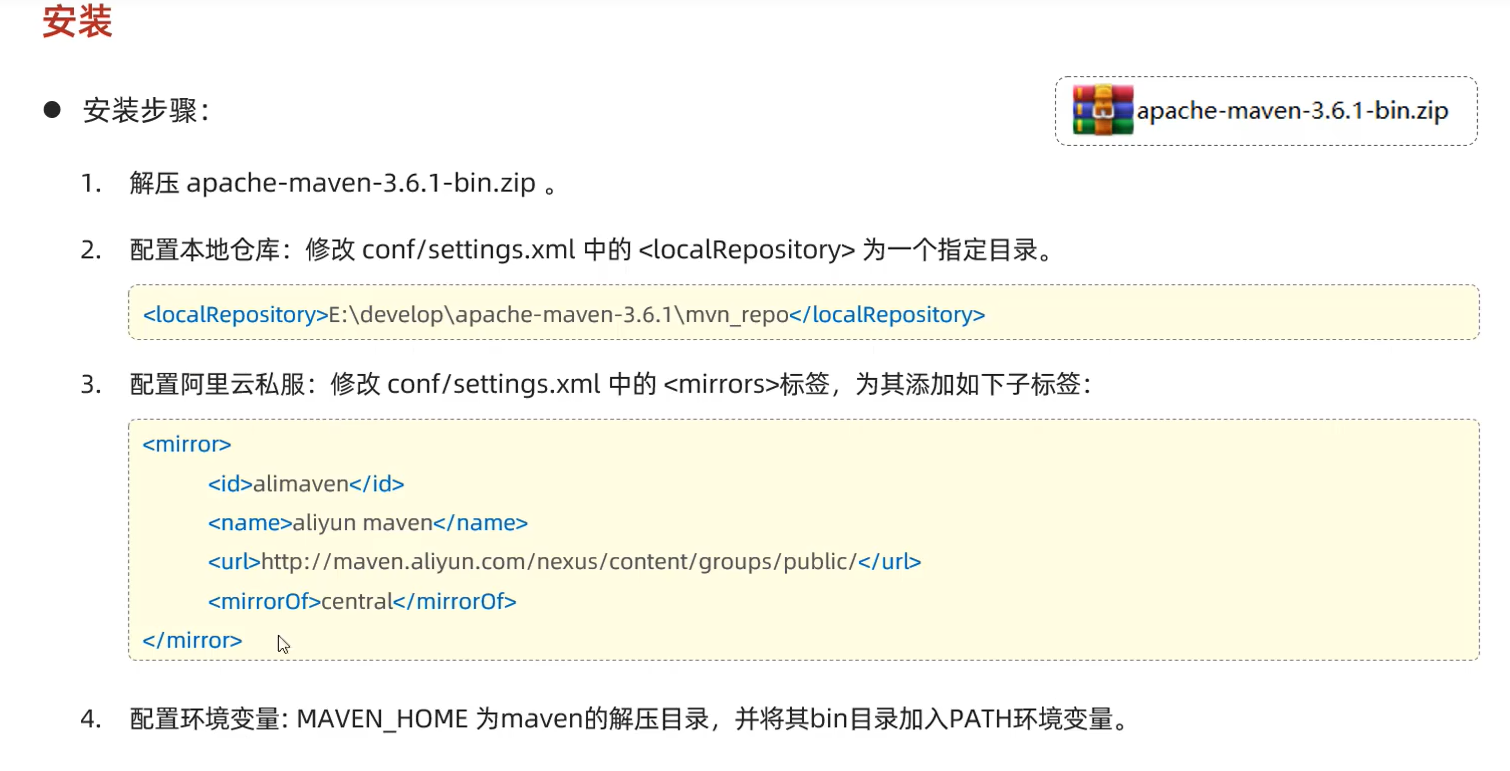 安装
● 安装步骤：
apache-maven-3.6.1-bin.zip
1. 解压 apache-maven-3.6.1-bin.zip 。
2. 配置本地仓库：修改 conf/settings.xml 中的 <localRepository> 为一个指定目录。
<localRepository>E:\develop\apache-maven-3.6.1\mvn_repo</localRepository>
3. 配置阿里云私服：修改 conf/settings.xml 中的 <mirrors>标签，为其添加如下子标签：
<mirror>
<id>alimaven</id>
<name>aliyun maven</name>
<url>http://maven.aliyun.com/nexus/content/groups/public/</url>
<mirrorOf>central</mirrorOf>
</mirror>
4. 配置环境变量: MAVEN_HOME 为maven的解压目录，并将其bin目录加入PATH环境变量。